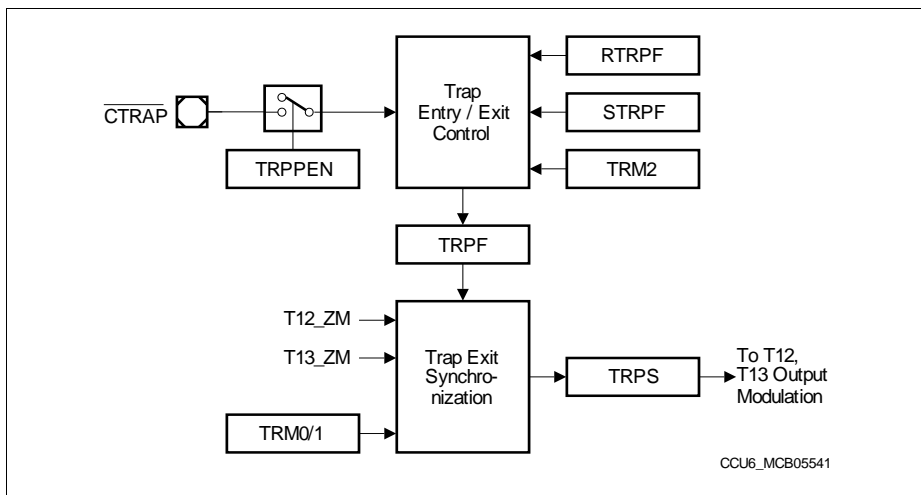 CTRAP
TRPPEN
Trap
Entry / Exit
Control
RTRPF
STRPF
TRM2
TRPF
T12_ZM
T13_ZM
TRM0/1
Trap Exit
Synchro-
nization
TRPS
To T12,
T13 Output
Modulation
CCU6_MCB05541